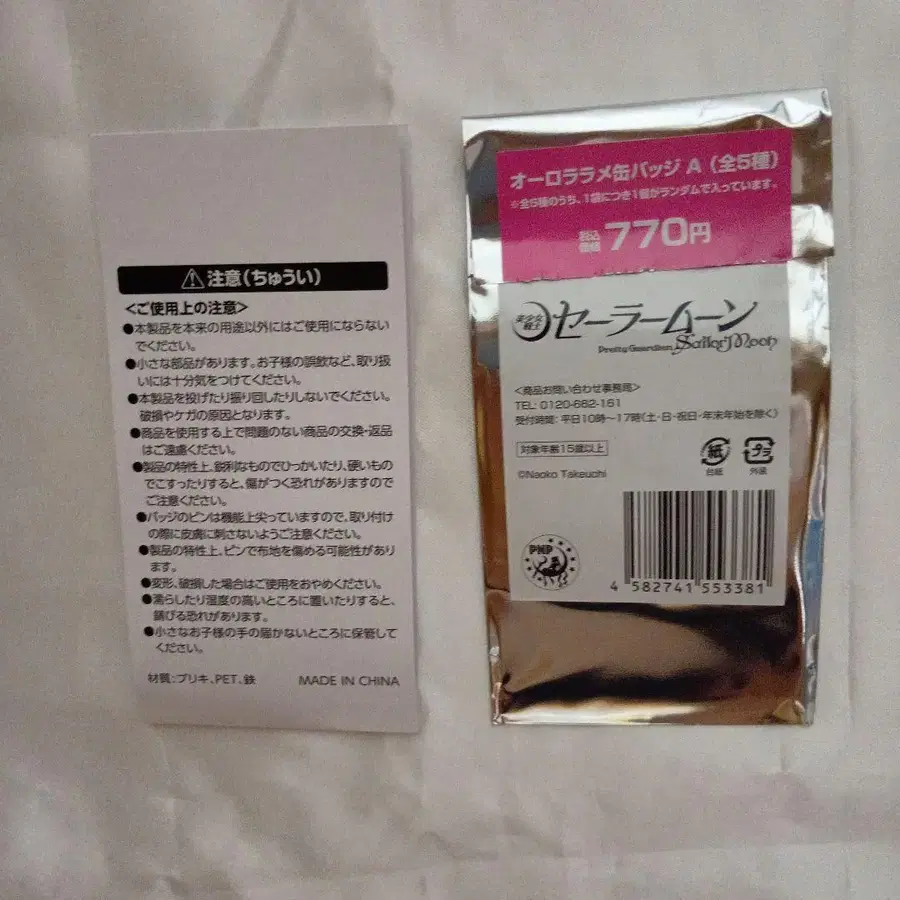 注意(ちゅうい)
<ご使用上の注意>
●本製品を本来の用途以外にはご使用にならない
でください。
●小さな部品があります。お子様の誤飲など、取り扱
いには十分気をつけてください。
●本製品を投げたり振り回したりしないでください。
破損やケガの原因となります。
●商品を使用する上で問題のない商品の交換・返品
はご遠慮ください。
●製品の特性上、鋭利なものでひっかいたり、硬いもの
でこすったりすると、傷がつく恐れがありますので
ご注意ください。
●バッジのピンは機能上尖っていますので、取り付け
の際に皮膚に刺さないようご注意ください。
●製品の特性上、ピンで布地を傷める可能性があり
ます。
●変形、破損した場合はご使用をおやめください。
●濡らしたり湿度の高いところに置いたりすると、
錆びる恐れがあります。
●小さなお子様の手の届かないところに保管して
ください。
材質:ブリキ、PET、鉄 MADE IN CHINA
オーロララメ缶バッジ A (全5種)
※全5種のうち、1袋につき1個がランダムで入っています。
税込
価格 770円
美少女
戦士 セーラームーン
Pretty Guardian Sailor Moon
<商品お問い合わせ事務局>
TEL: 0120-682-161
受付時間: 平日10時〜17時(土・日・祝日・年末年始を除く)
対象年齢15歳以上
©Naoko Takeuchi
紙
台紙
プラ
外装
PNP
4 582741 553381